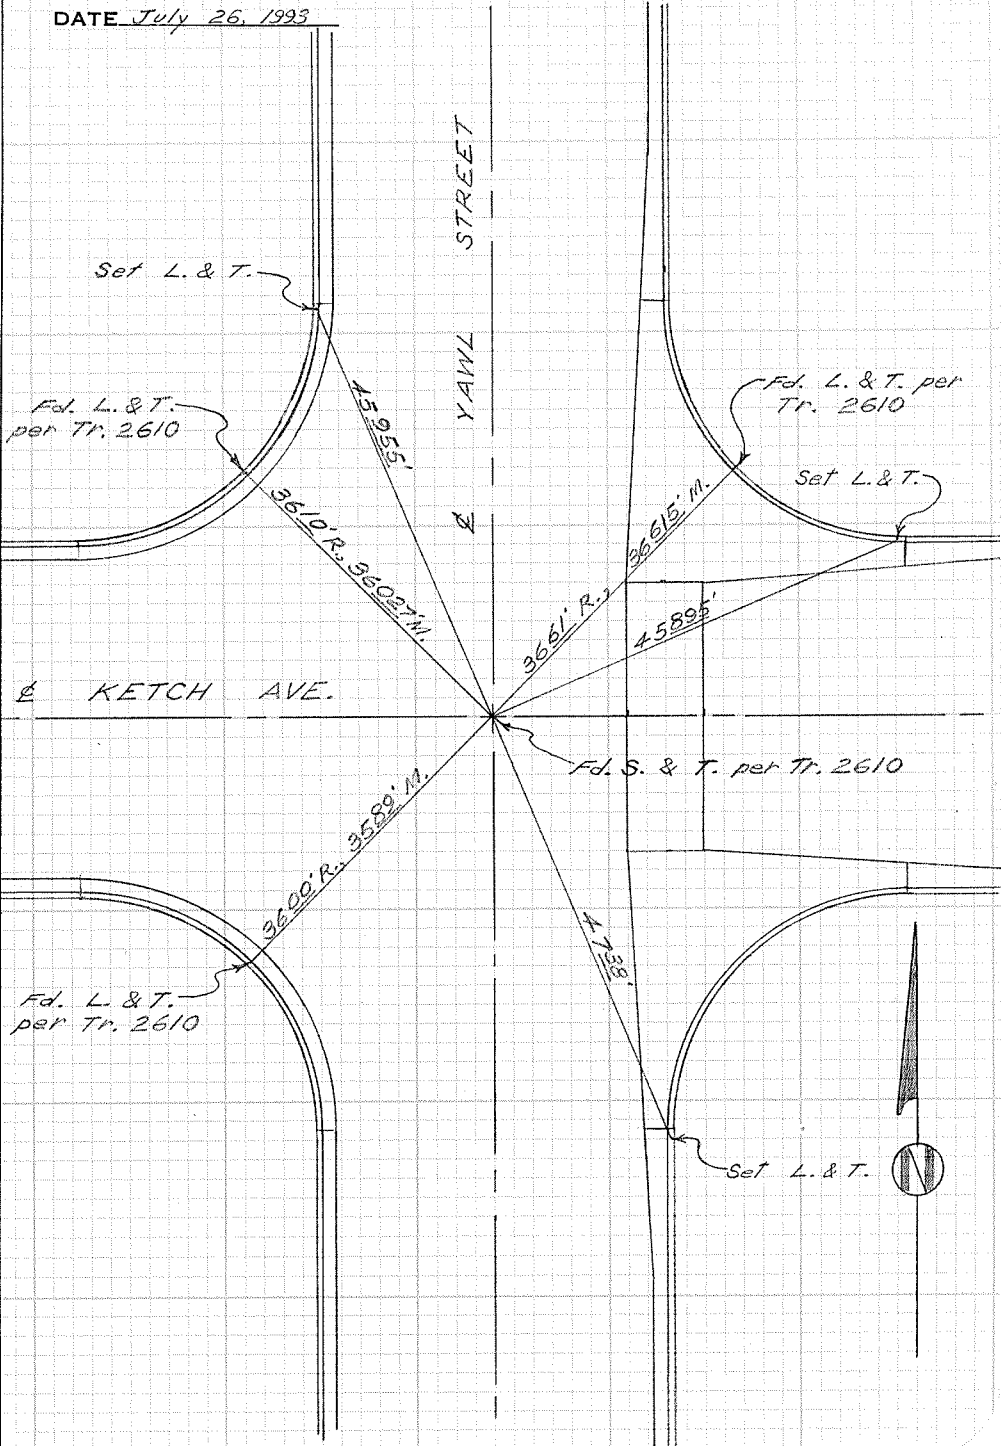 DATE July 26, 1993
YAWL STREET
℄
Set L. & T.
45.955'
Fd. L. & T.
per Tr. 2610
Fd. L. & T. per
Tr. 2610
Set L. & T.
36.10' R., 36.027' M.
36.61' R., 36.615' M.
45.895'
℄ KETCH AVE.
Fd. S. & T. per Tr. 2610
36.00' R., 35.89' M.
47.38'
Fd. L. & T.
per Tr. 2610
Set L. & T.
N